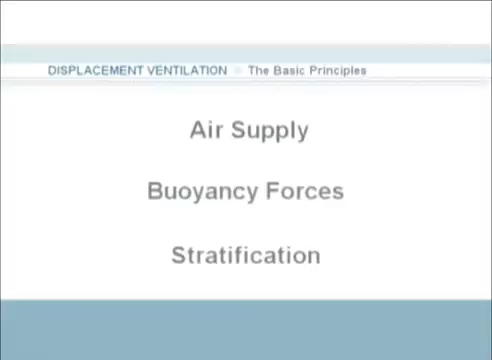 DISPLACEMENT VENTILATION The Basic Principles
Air Supply
Buoyancy Forces
Stratification